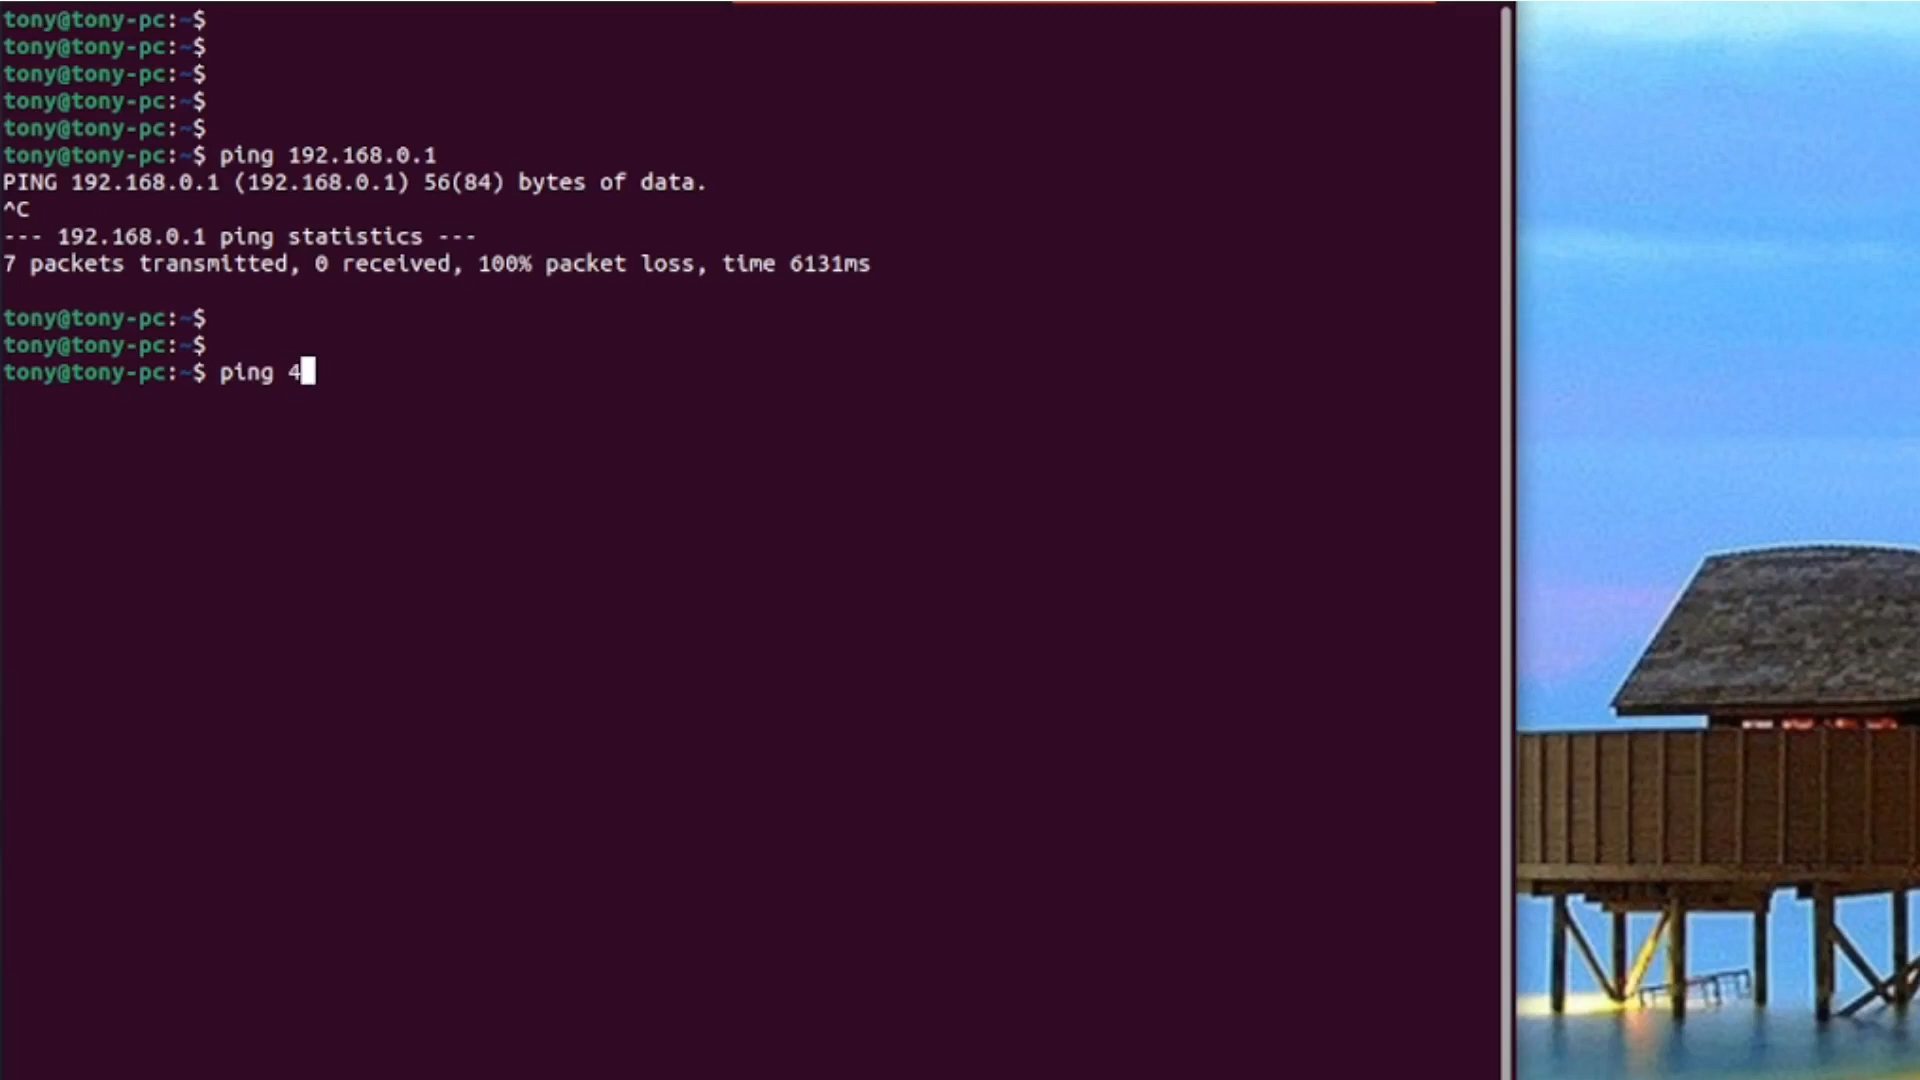 tony@tony-pc:~$
tony@tony-pc:~$
tony@tony-pc:~$
tony@tony-pc:~$
tony@tony-pc:~$
tony@tony-pc:~$ ping 192.168.0.1
PING 192.168.0.1 (192.168.0.1) 56(84) bytes of data.
^C
--- 192.168.0.1 ping statistics ---
7 packets transmitted, 0 received, 100% packet loss, time 6131ms
tony@tony-pc:~$
tony@tony-pc:~$
tony@tony-pc:~$ ping 4